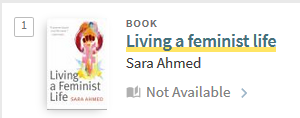 1
BOOK
Living a feminist life
Sara Ahmed
Not Available
Living
a Feminist
Life
SARA AHMED